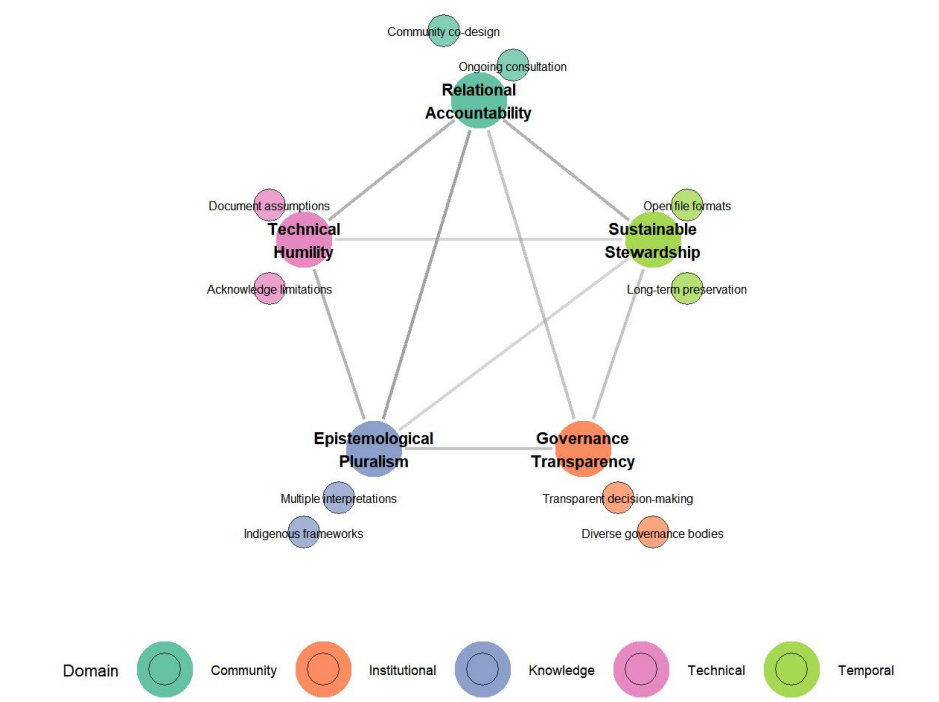 Community co-design
Ongoing consultation
Relational
Accountability
Document assumptions
Open file formats
Technical
Humility
Sustainable
Stewardship
Acknowledge limitations
Long-term preservation
Epistemological
Pluralism
Governance
Transparency
Multiple interpretations
Transparent decision-making
Indigenous frameworks
Diverse governance bodies
Domain
Community
Institutional
Knowledge
Technical
Temporal